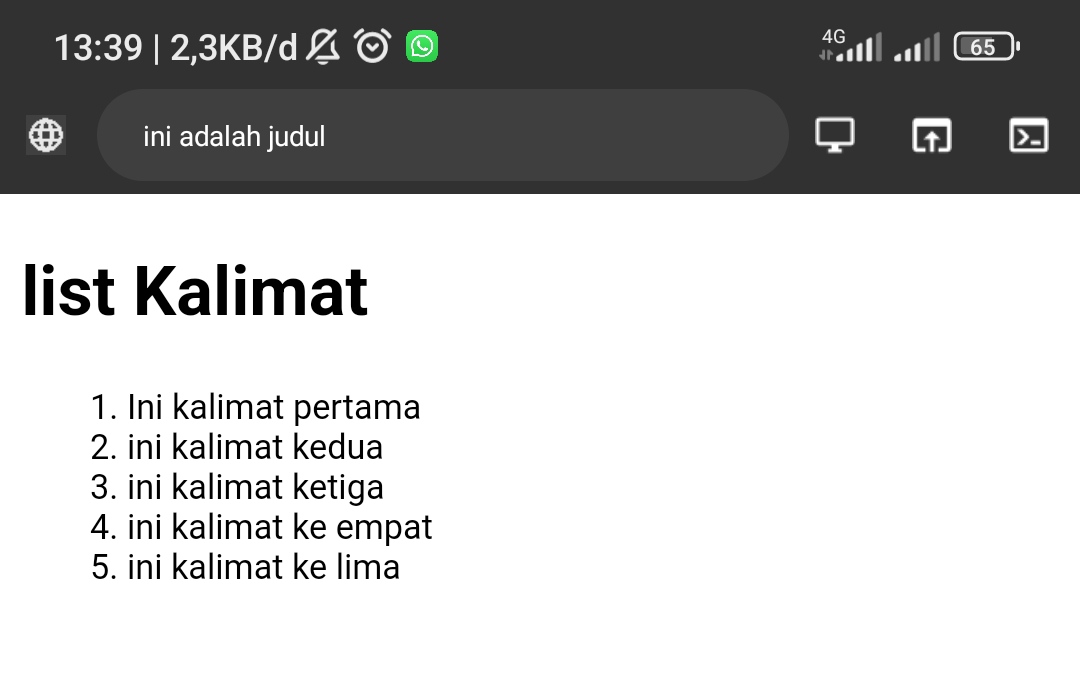 13:39 | 2,3KB/d
4G
65
ini adalah judul
list Kalimat
1. Ini kalimat pertama
2. ini kalimat kedua
3. ini kalimat ketiga
4. ini kalimat ke empat
5. ini kalimat ke lima